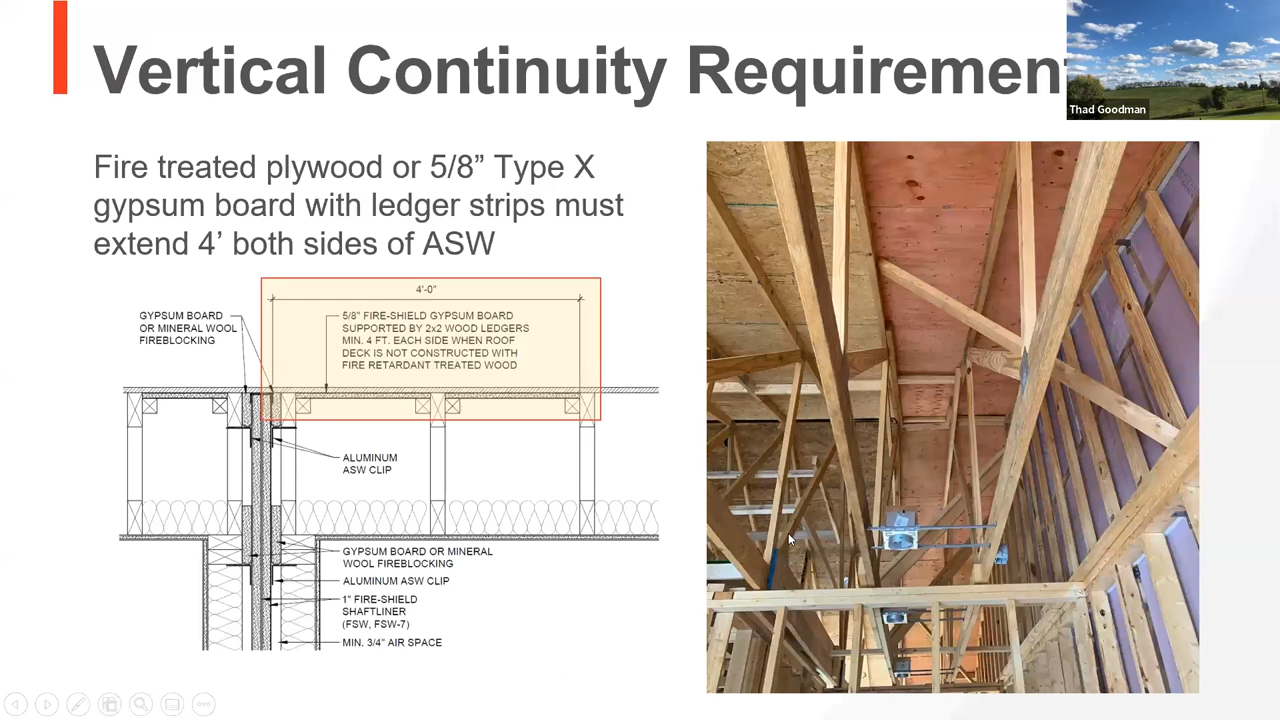 Vertical Continuity Requirement
Thad Goodman
Fire treated plywood or 5/8” Type X
gypsum board with ledger strips must
extend 4’ both sides of ASW
4'-0"
GYPSUM BOARD
OR MINERAL WOOL
FIREBLOCKING
5/8" FIRE-SHIELD GYPSUM BOARD
SUPPORTED BY 2x2 WOOD LEDGERS
MIN. 4 FT. EACH SIDE WHEN ROOF
DECK IS NOT CONSTRUCTED WITH
FIRE RETARDANT TREATED WOOD
ALUMINUM
ASW CLIP
GYPSUM BOARD OR MINERAL
WOOL FIREBLOCKING
ALUMINUM ASW CLIP
1" FIRE-SHIELD
SHAFTLINER
(FSW, FSW-7)
MIN. 3/4" AIR SPACE